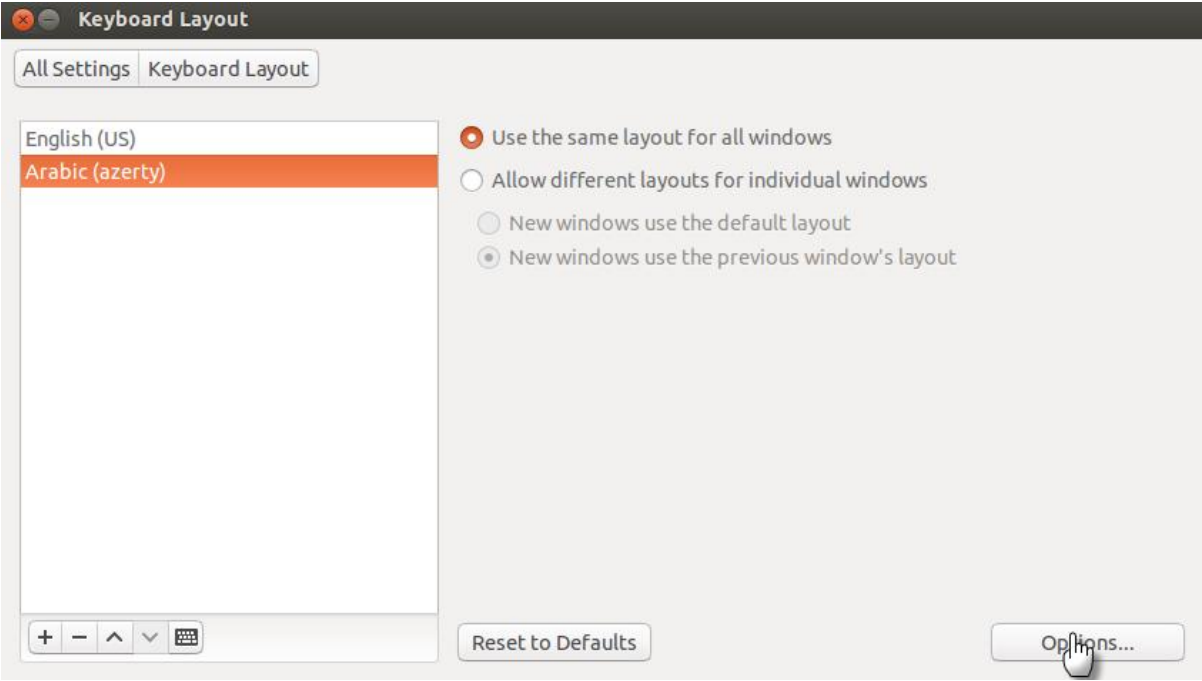 Keyboard Layout
All Settings Keyboard Layout
English (US)
Arabic (azerty)
Use the same layout for all windows
Allow different layouts for individual windows
New windows use the default layout
New windows use the previous window's layout
Reset to Defaults
Options...